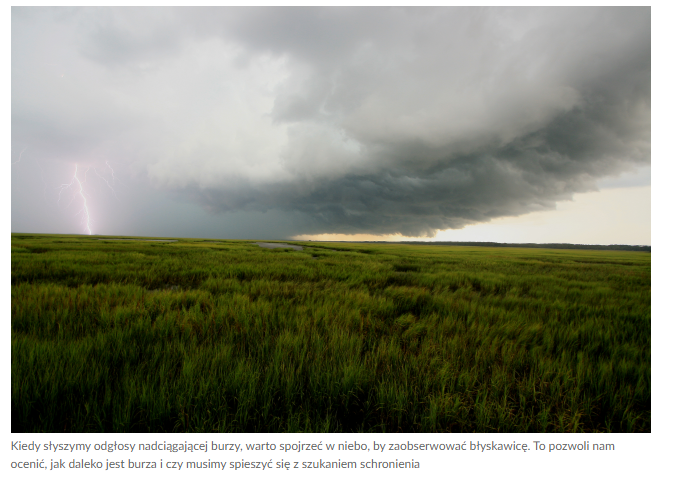 Kiedy słyszymy odgłosy nadciągającej burzy, warto spojrzeć w niebo, by zaobserwować błyskawicę. To pozwoli nam
ocenić, jak daleko jest burza i czy musimy spieszyć się z szukaniem schronienia